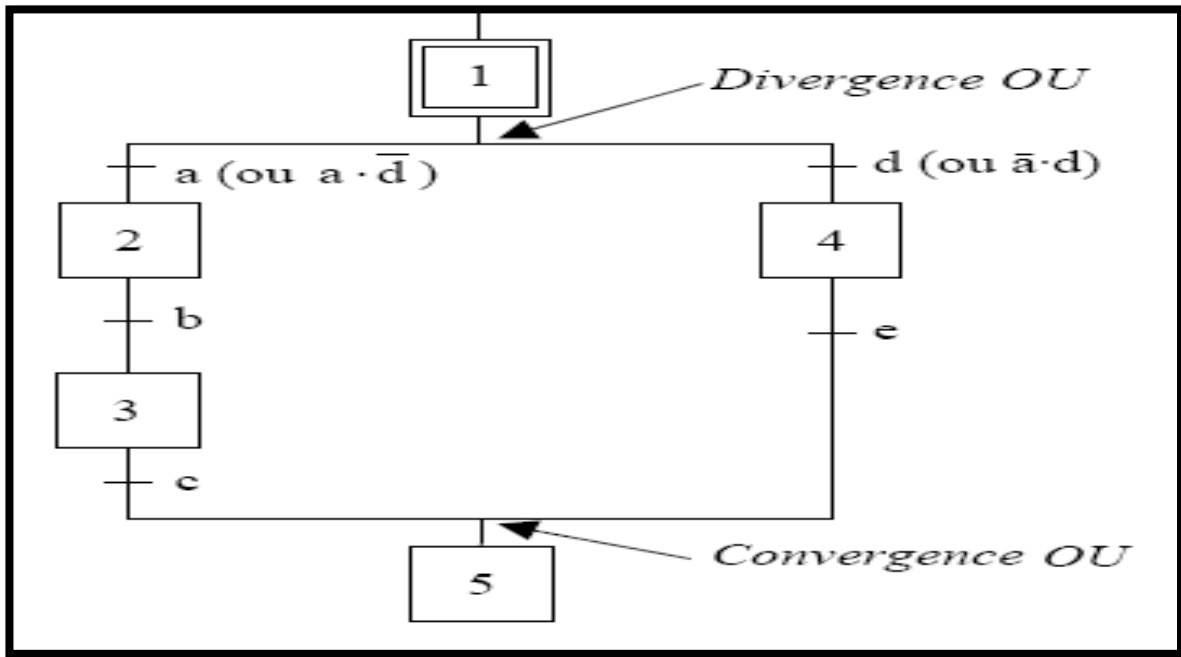 1
Divergence OU
a (ou a · d̅ )
d (ou ā·d)
2
4
b
e
3
c
Convergence OU
5